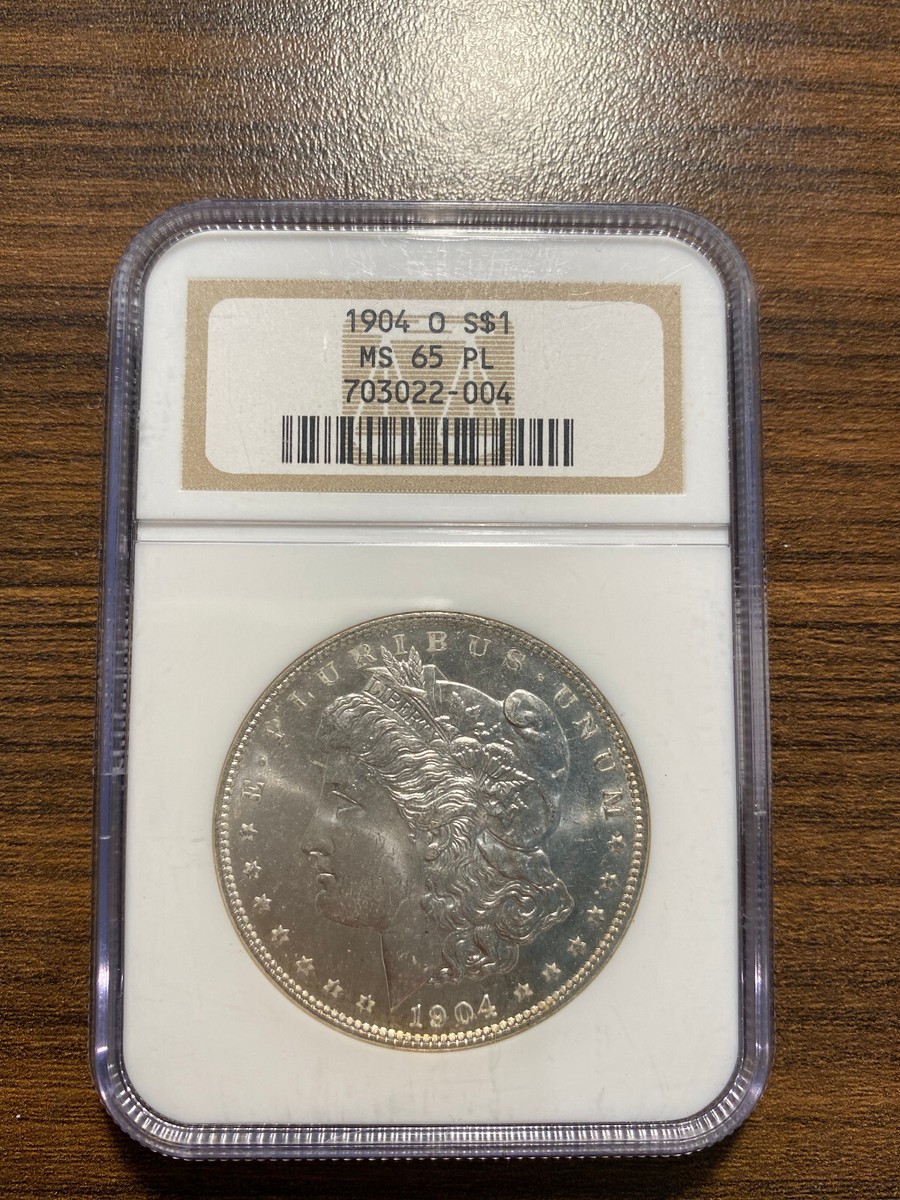 1904 O S$1
MS 65 PL
703022-004
E · PLURIBUS · UNUM
LIBERTY
1904